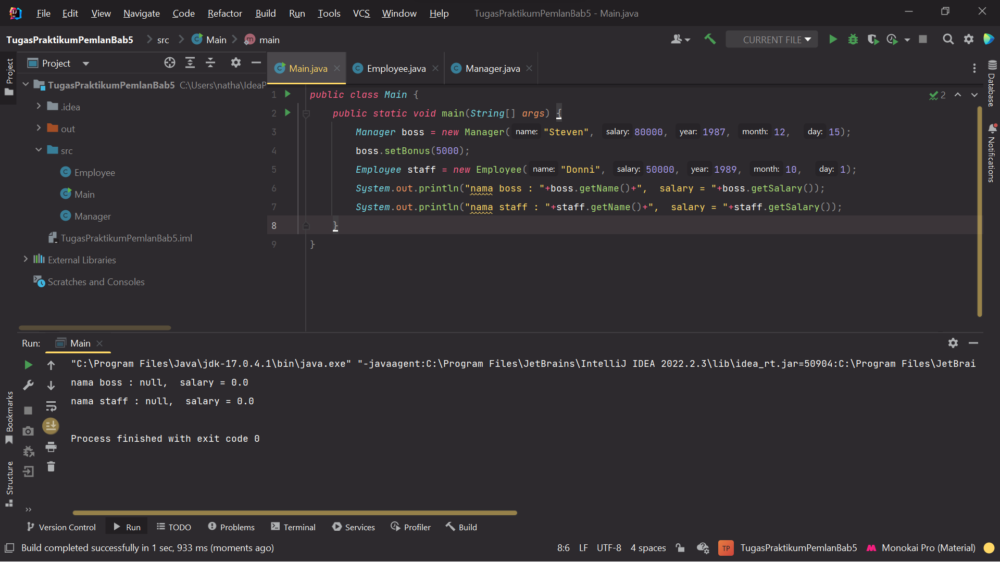 File Edit View Navigate Code Refactor Build Run Tools VCS Window Help TugasPraktikumPemlanBab5 - Main.java
TugasPraktikumPemlanBab5 src Main main CURRENT FILE
Project
Project
TugasPraktikumPemlanBab5 C:\Users\natha\IdeaP
.idea
out
src
Employee
Main
Manager
TugasPraktikumPemlanBab5.iml
External Libraries
Scratches and Consoles
Main.java Employee.java Manager.java
1 public class Main {
2 public static void main(String[] args) {
3 Manager boss = new Manager( name: "Steven", salary: 80000, year: 1987, month: 12, day: 15);
4 boss.setBonus(5000);
5 Employee staff = new Employee( name: "Donni", salary: 50000, year: 1989, month: 10, day: 1);
6 System.out.println("nama boss : "+boss.getName()+", salary = "+boss.getSalary());
7 System.out.println("nama staff : "+staff.getName()+", salary = "+staff.getSalary());
8 }
9 }
2
Database
Notifications
Run: Main
"C:\Program Files\Java\jdk-17.0.4.1\bin\java.exe" "-javaagent:C:\Program Files\JetBrains\IntelliJ IDEA 2022.2.3\lib\idea_rt.jar=50904:C:\Program Files\JetBrai
nama boss : null, salary = 0.0
nama staff : null, salary = 0.0
Process finished with exit code 0
Bookmarks
Structure
Version Control Run TODO Problems Terminal Services Profiler Build
Build completed successfully in 1 sec, 933 ms (moments ago) 8:6 LF UTF-8 4 spaces TP TugasPraktikumPemlanBab5 Monokai Pro (Material)